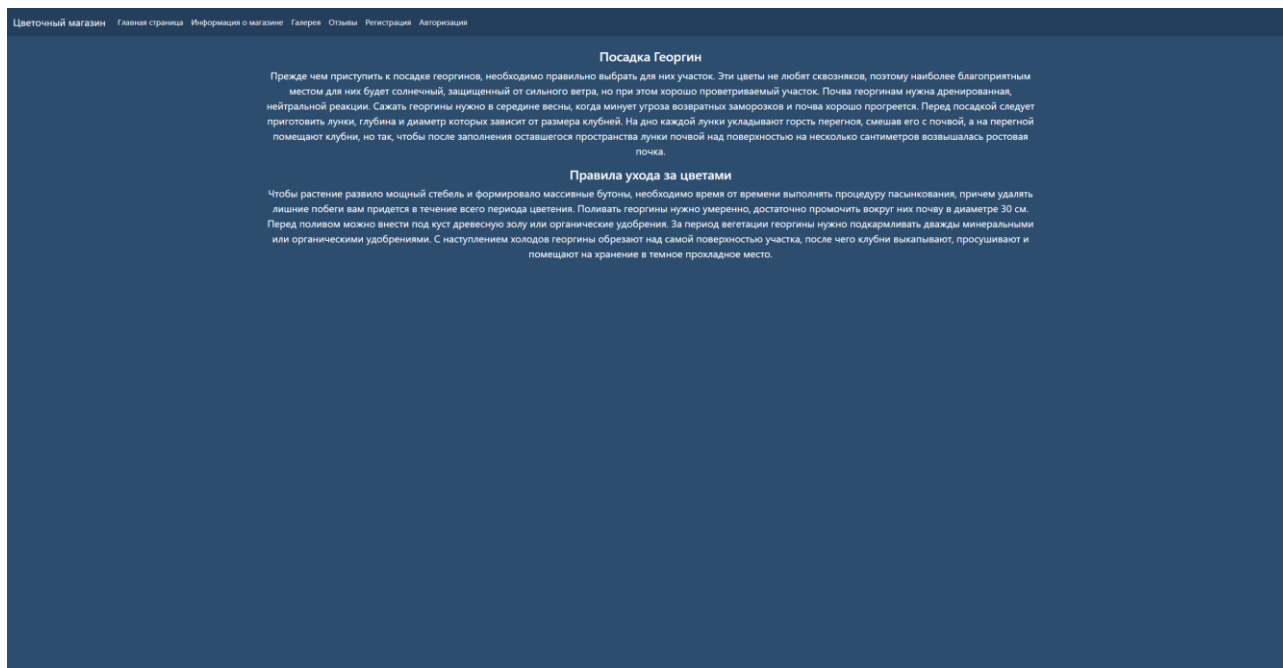 Цветочный магазин Главная страница Информация о магазине Галерея Отзывы Регистрация Авторизация
Посадка Георгин
Прежде чем приступить к посадке георгинов, необходимо правильно выбрать для них участок. Эти цветы не любят сквозняков, поэтому наиболее благоприятным
местом для них будет солнечный, защищенный от сильного ветра, но при этом хорошо проветриваемый участок. Почва георгинам нужна дренированная,
нейтральной реакции. Сажать георгины нужно в середине весны, когда минует угроза возвратных заморозков и почва хорошо прогреется. Перед посадкой следует
приготовить лунки, глубина и диаметр которых зависит от размера клубней. На дно каждой лунки укладывают горсть перегноя, смешав его с почвой, а на перегной
помещают клубни, но так, чтобы после заполнения оставшегося пространства лунки почвой над поверхностью на несколько сантиметров возвышалась ростовая
почка.
Правила ухода за цветами
Чтобы растение развило мощный стебель и формировало массивные бутоны, необходимо время от времени выполнять процедуру пасынкования, причем удалять
лишние побеги вам придется в течение всего периода цветения. Поливать георгины нужно умеренно, достаточно промочить вокруг них почву в диаметре 30 см.
Перед поливом можно внести под куст древесную золу или органические удобрения. За период вегетации георгины нужно подкармливать дважды минеральными
или органическими удобрениями. С наступлением холодов георгины обрезают над самой поверхностью участка, после чего клубни выкапывают, просушивают и
помещают на хранение в темное прохладное место.